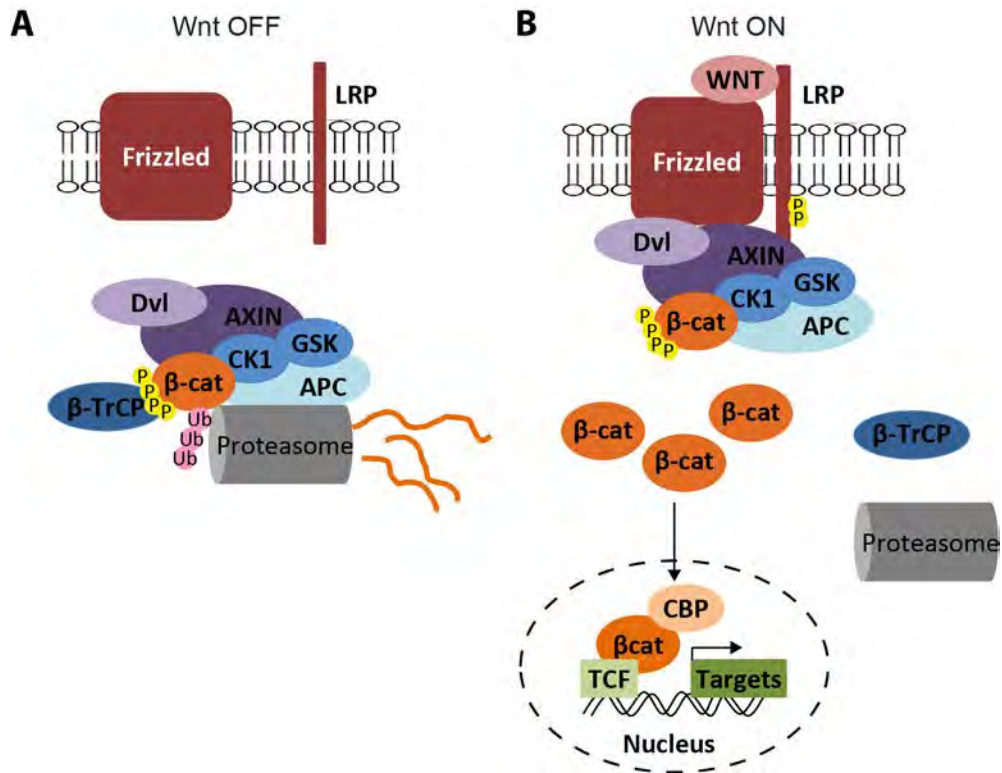 A
Wnt OFF
LRP
Frizzled
Dvl
AXIN
GSK
CK1
β-cat
APC
P
P
P
P
β-TrCP
Ub
Ub
Ub
Proteasome
B
Wnt ON
WNT
LRP
Frizzled
P
P
Dvl
AXIN
GSK
CK1
β-cat
APC
P
P
P
P
β-cat
β-cat
β-cat
β-TrCP
Proteasome
CBP
βcat
TCF
Targets
Nucleus